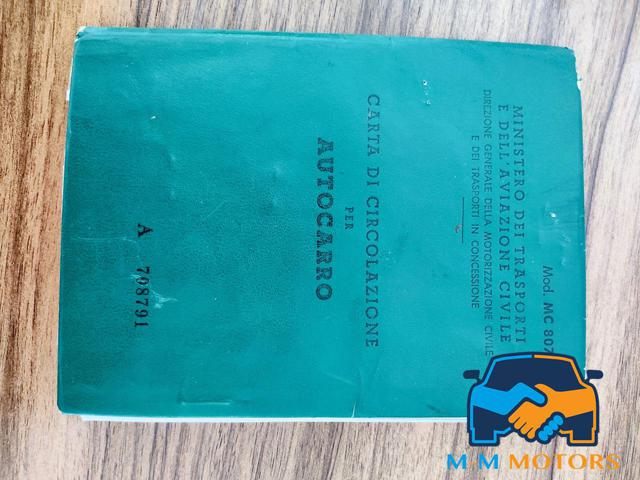 Mod. MC 807
MINISTERO DEI TRASPORTI
E DELL'AVIAZIONE CIVILE
DIREZIONE GENERALE DELLA MOTORIZZAZIONE CIVILE
E DEI TRASPORTI IN CONCESSIONE
CARTA DI CIRCOLAZIONE
PER
AUTOCARRO
A 708791
M/M MOTORS